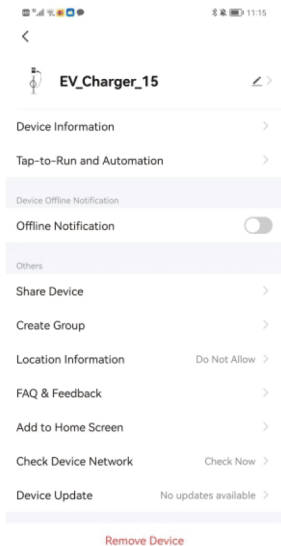 11:15
EV_Charger_15
Device Information
Tap-to-Run and Automation
Device Offline Notification
Offline Notification
Others
Share Device
Create Group
Location Information Do Not Allow
FAQ & Feedback
Add to Home Screen
Check Device Network Check Now
Device Update No updates available
Remove Device